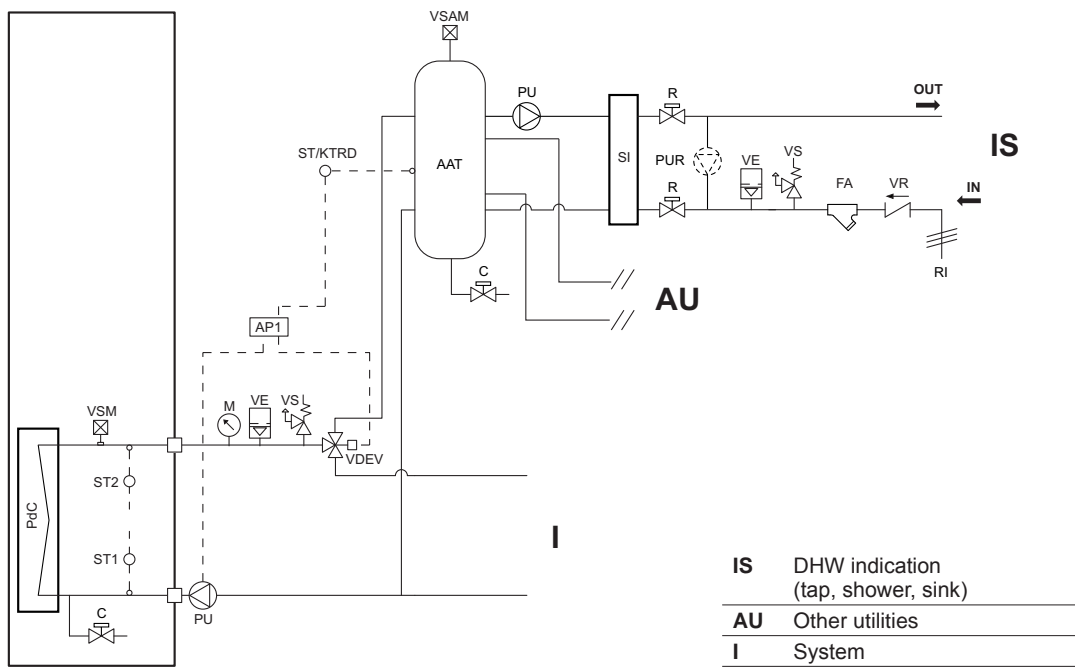 VSAM
PU
R
OUT
IS
ST/KTRD
AAT
SI
PUR
VE
VS
R
FA
VR
IN
RI
C
AU
AP1
VSM
M
VE
VS
VDEV
ST2
PdC
I
ST1
C
PU
IS DHW indication
(tap, shower, sink)
AU Other utilities
I System